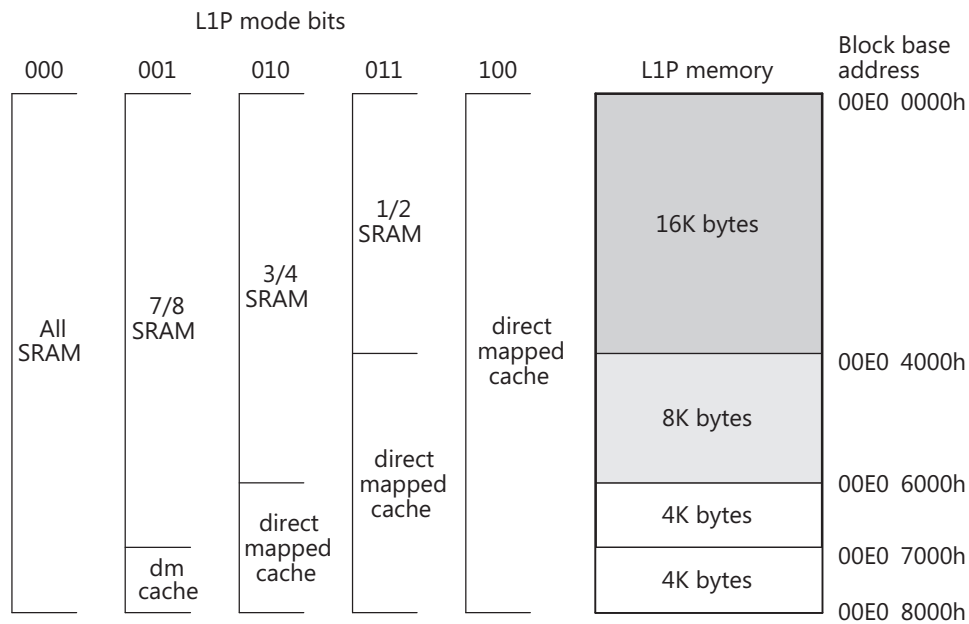 L1P mode bits
000 001 010 011 100 L1P memory Block base
address
00E0 0000h
1/2
SRAM
16K bytes
3/4
SRAM
7/8
SRAM
All
SRAM
direct
mapped
cache
00E0 4000h
8K bytes
direct
mapped
cache
00E0 6000h
4K bytes
direct
mapped
cache
00E0 7000h
dm
cache
4K bytes
00E0 8000h